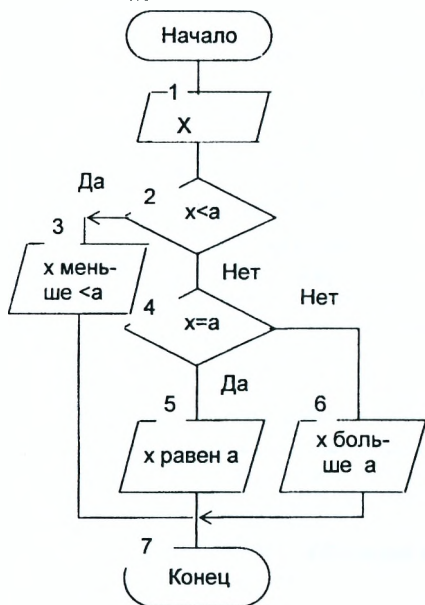 Начало
1
X
Да
2
x<a
3
Нет
x мень-
ше <a
4
x=a
Нет
Да
5
6
x равен a
x боль-
ше a
7
Конец